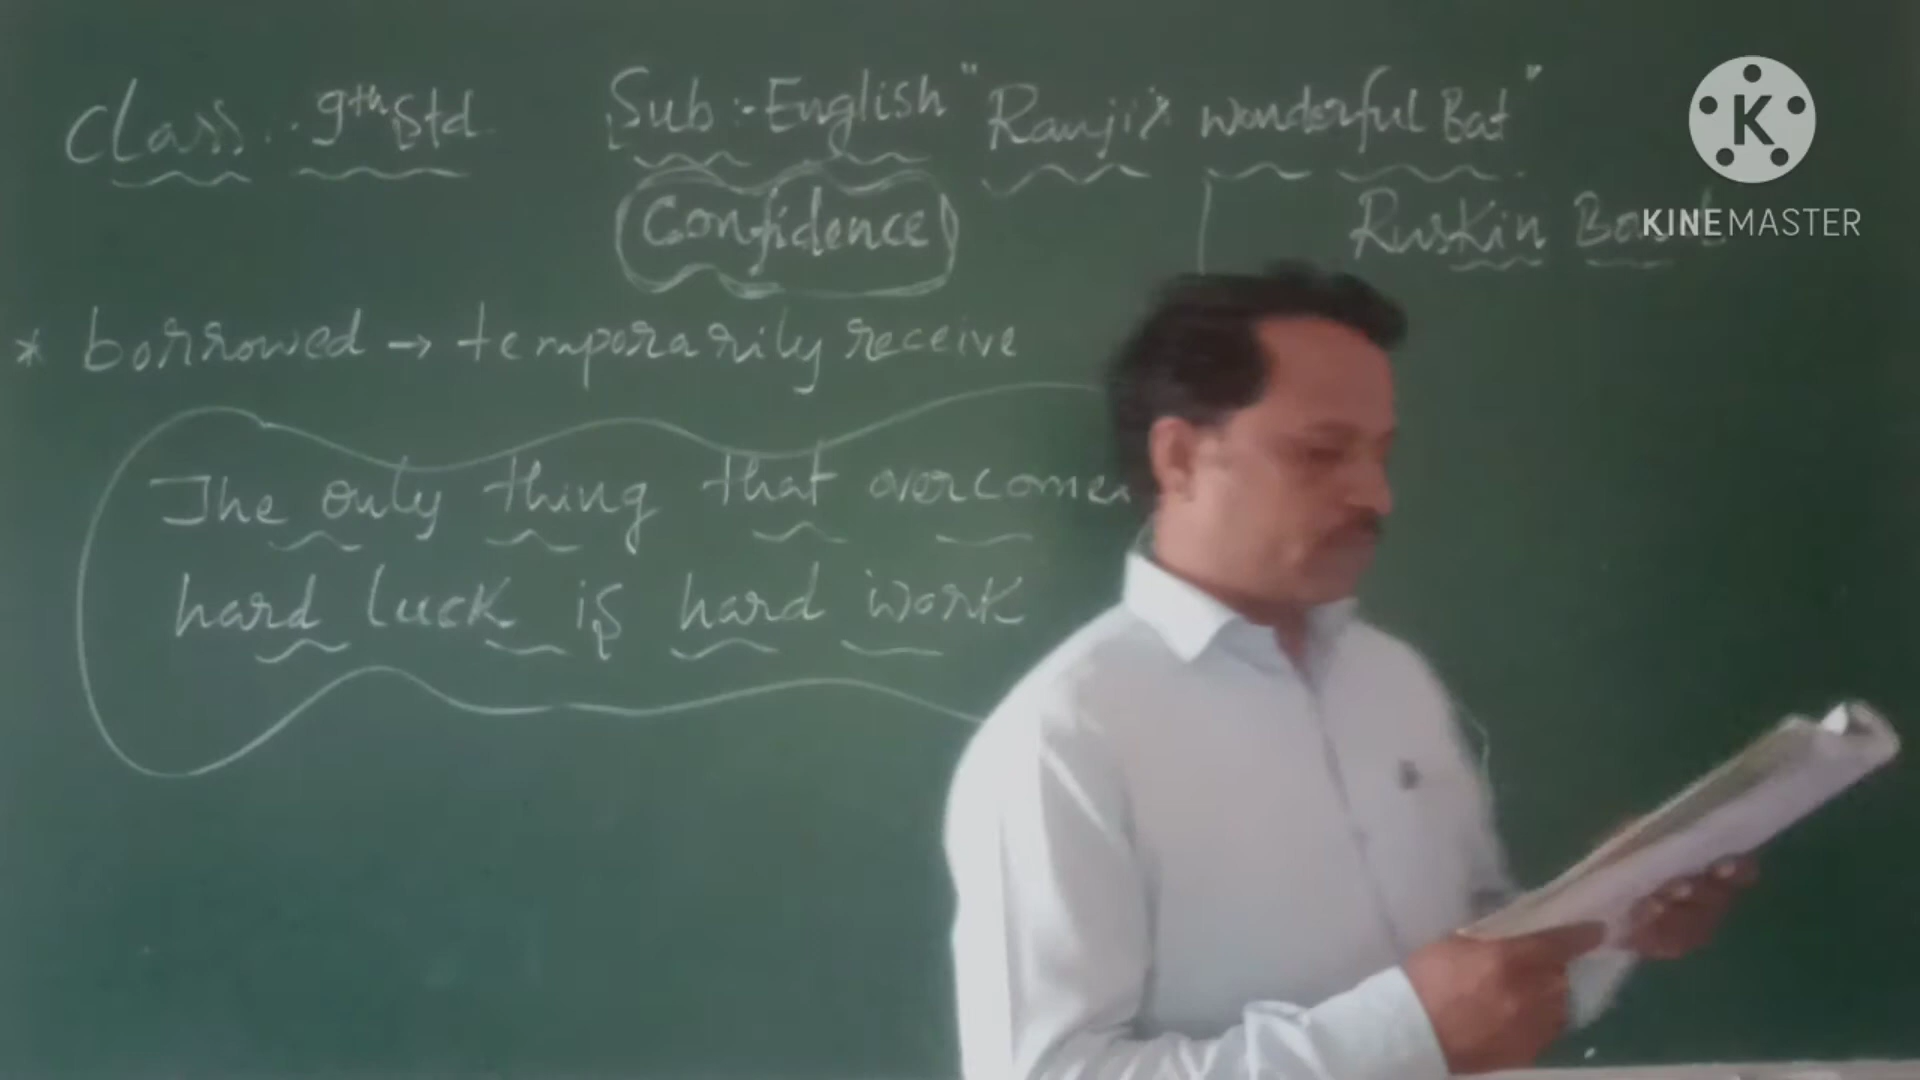 Class :- 9th Std Sub :- English "Ranji's wonderful Bat"
Confidence
Ruskin Bond
* borrowed → temporarily receive
The only thing that overcomes
hard luck is hard work
K
KINEMASTER